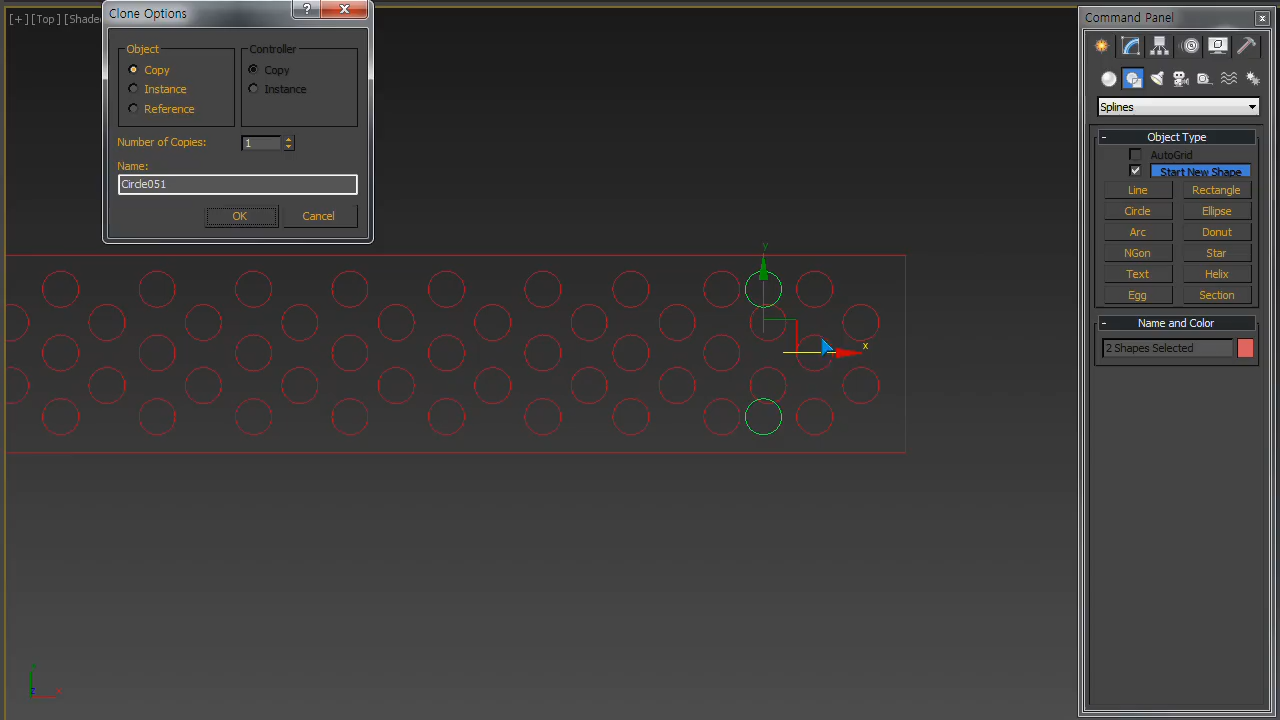 [+][Top][Shade
Clone Options
?
Object
Copy
Instance
Reference
Controller
Copy
Instance
Number of Copies:
1
Name:
Circle051
OK
Cancel
y
x
Command Panel
Splines
- Object Type
AutoGrid
Start New Shape
Line
Rectangle
Circle
Ellipse
Arc
Donut
NGon
Star
Text
Helix
Egg
Section
- Name and Color
2 Shapes Selected
z
x